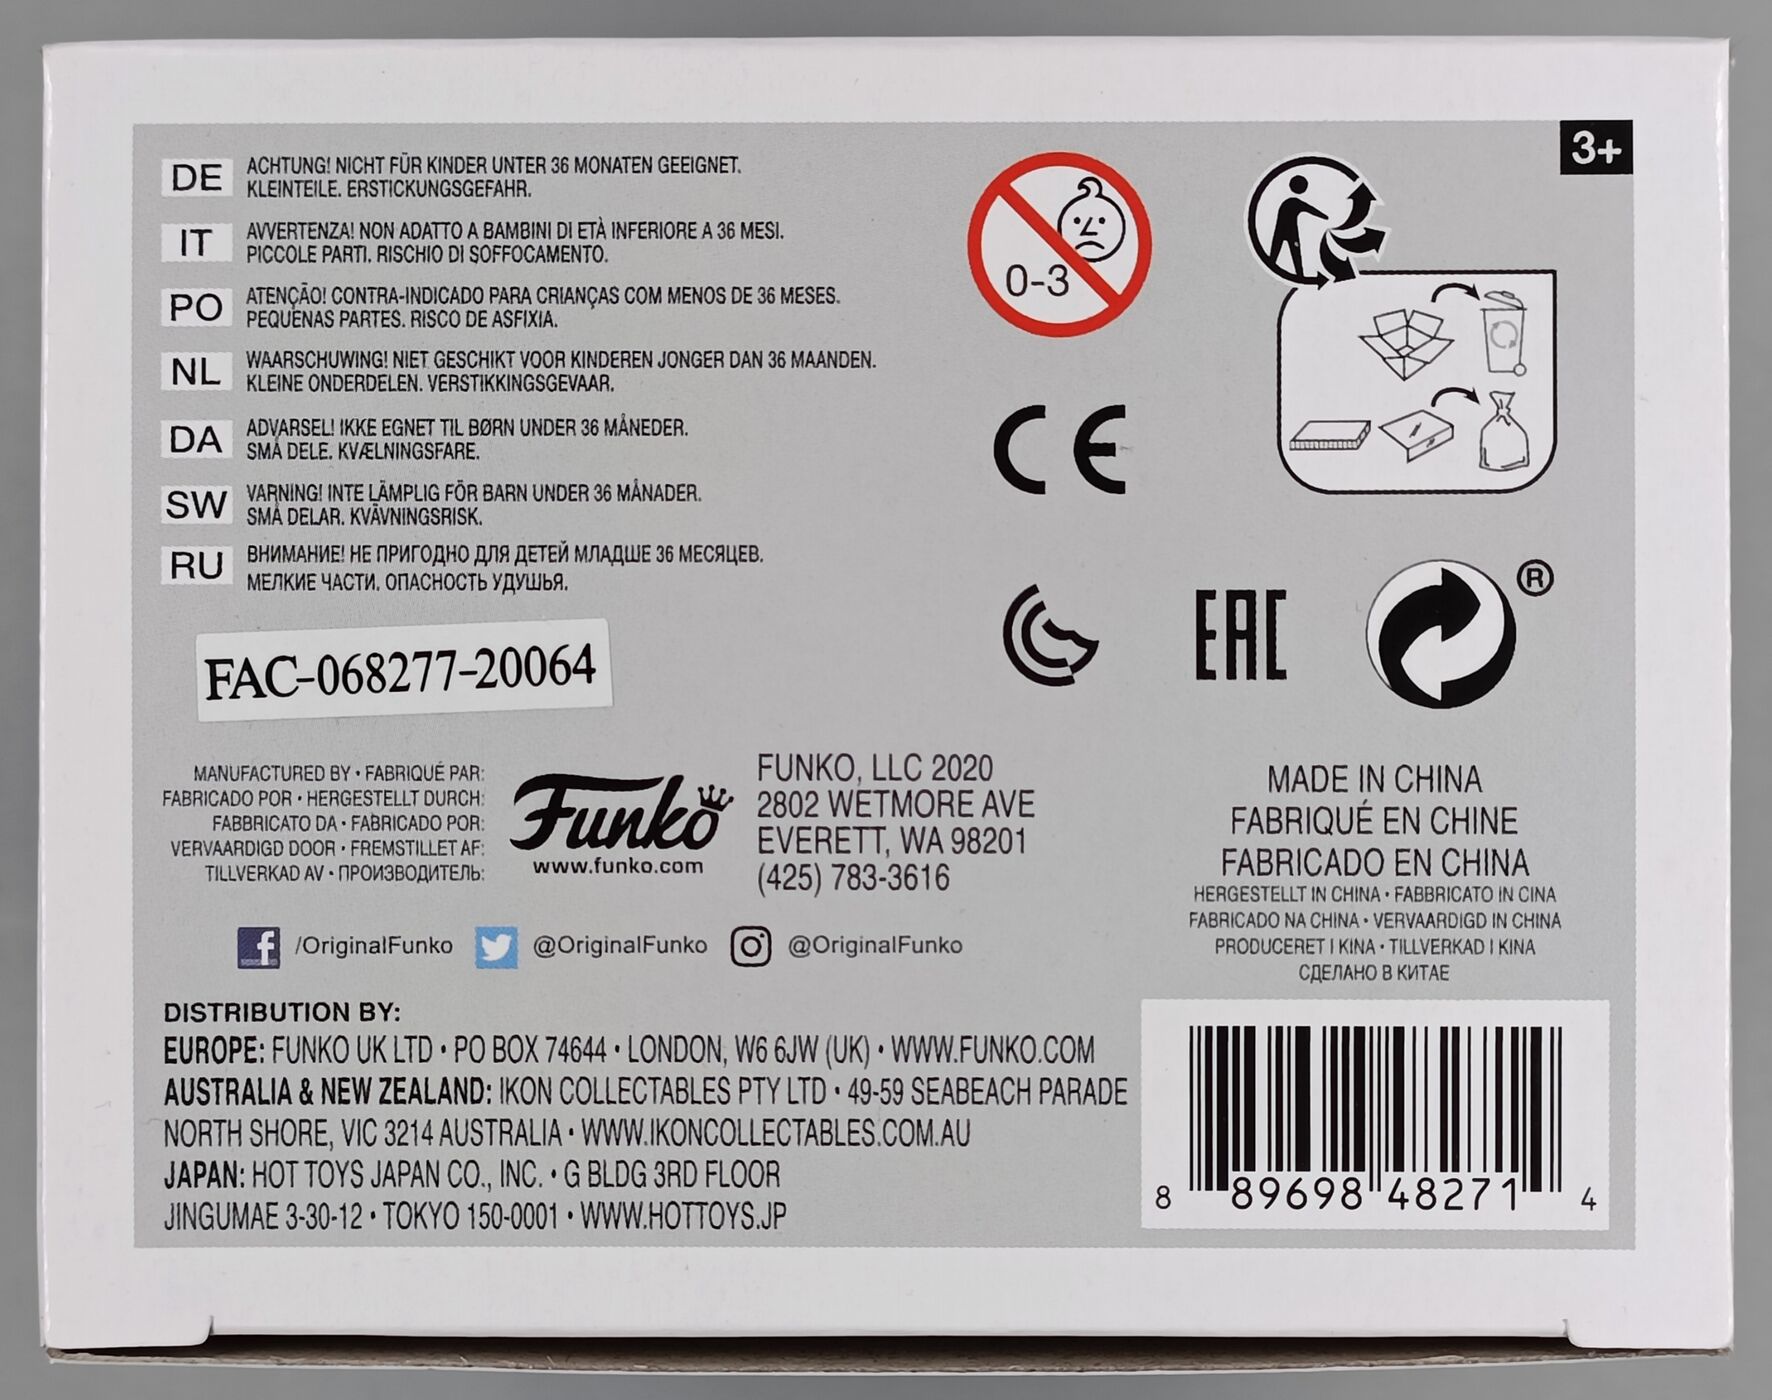 3+
DE
ACHTUNG! NICHT FÜR KINDER UNTER 36 MONATEN GEEIGNET.
KLEINTEILE. ERSTICKUNGSGEFAHR.
IT
AVVERTENZA! NON ADATTO A BAMBINI DI ETÀ INFERIORE A 36 MESI.
PICCOLE PARTI. RISCHIO DI SOFFOCAMENTO.
PO
ATENÇÃO! CONTRA-INDICADO PARA CRIANÇAS COM MENOS DE 36 MESES.
PEQUENAS PARTES. RISCO DE ASFIXIA.
NL
WAARSCHUWING! NIET GESCHIKT VOOR KINDEREN JONGER DAN 36 MAANDEN.
KLEINE ONDERDELEN. VERSTIKKINGSGEVAAR.
DA
ADVARSEL! IKKE EGNET TIL BØRN UNDER 36 MÅNEDER.
SMÅ DELE. KVÆLNINGSFARE.
SW
VARNING! INTE LÄMPLIG FÖR BARN UNDER 36 MÅNADER.
SMÅ DELAR. KVÄVNINGSRISK.
RU
ВНИМАНИЕ! НЕ ПРИГОДНО ДЛЯ ДЕТЕЙ МЛАДШЕ 36 МЕСЯЦЕВ.
МЕЛКИЕ ЧАСТИ. ОПАСНОСТЬ УДУШЬЯ.
0-3
CE
EAC
®
FAC-068277-20064
MANUFACTURED BY • FABRIQUÉ PAR:
FABRICADO POR • HERGESTELLT DURCH:
FABBRICATO DA • FABRICADO POR:
VERVAARDIGD DOOR • FREMSTILLET AF:
TILLVERKAD AV • ПРОИЗВОДИТЕЛЬ:
Funko
www.funko.com
FUNKO, LLC 2020
2802 WETMORE AVE
EVERETT, WA 98201
(425) 783-3616
MADE IN CHINA
FABRIQUÉ EN CHINE
FABRICADO EN CHINA
HERGESTELLT IN CHINA • FABBRICATO IN CINA
FABRICADO NA CHINA • VERVAARDIGD IN CHINA
PRODUCERET I KINA • TILLVERKAD I KINA
СДЕЛАНО В КИТАЕ
/OriginalFunko @OriginalFunko @OriginalFunko
DISTRIBUTION BY:
EUROPE: FUNKO UK LTD • PO BOX 74644 • LONDON, W6 6JW (UK) • WWW.FUNKO.COM
AUSTRALIA & NEW ZEALAND: IKON COLLECTABLES PTY LTD • 49-59 SEABEACH PARADE
NORTH SHORE, VIC 3214 AUSTRALIA • WWW.IKONCOLLECTABLES.COM.AU
JAPAN: HOT TOYS JAPAN CO., INC. • G BLDG 3RD FLOOR
JINGUMAE 3-30-12 • TOKYO 150-0001 • WWW.HOTTOYS.JP
8 89698 48271 4